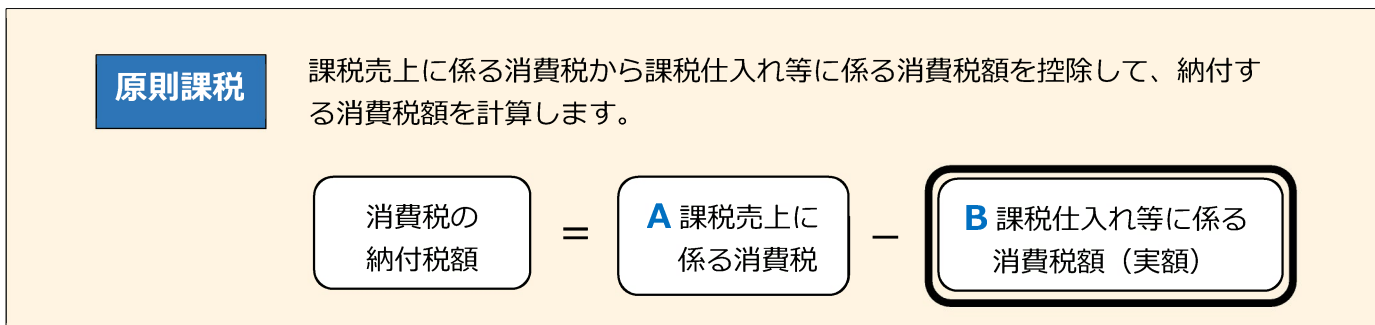 原則課税
課税売上に係る消費税から課税仕入れ等に係る消費税額を控除して、納付す
る消費税額を計算します。
消費税の
納付税額
＝
A 課税売上に
係る消費税
－
B 課税仕入れ等に係る
消費税額（実額）